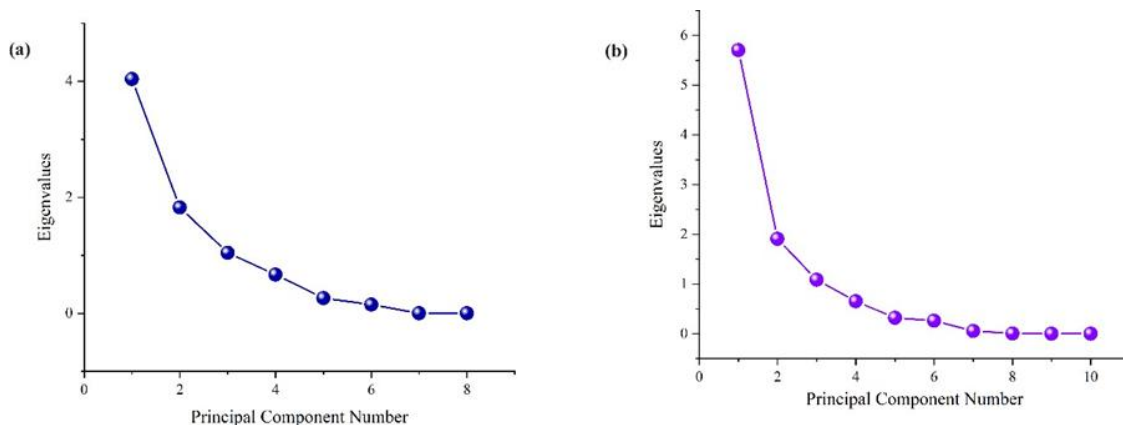 (a)
4
2
0
Eigenvalues
0 2 4 6 8
Principal Component Number
(b)
6
5
4
3
2
1
0
Eigenvalues
0 2 4 6 8 10
Principal Component Number